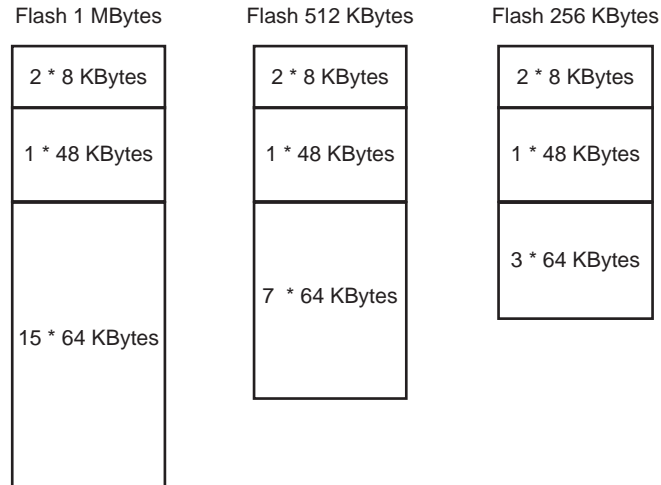 Flash 1 MBytes
2 * 8 KBytes
1 * 48 KBytes
15 * 64 KBytes
Flash 512 KBytes
2 * 8 KBytes
1 * 48 KBytes
7 * 64 KBytes
Flash 256 KBytes
2 * 8 KBytes
1 * 48 KBytes
3 * 64 KBytes